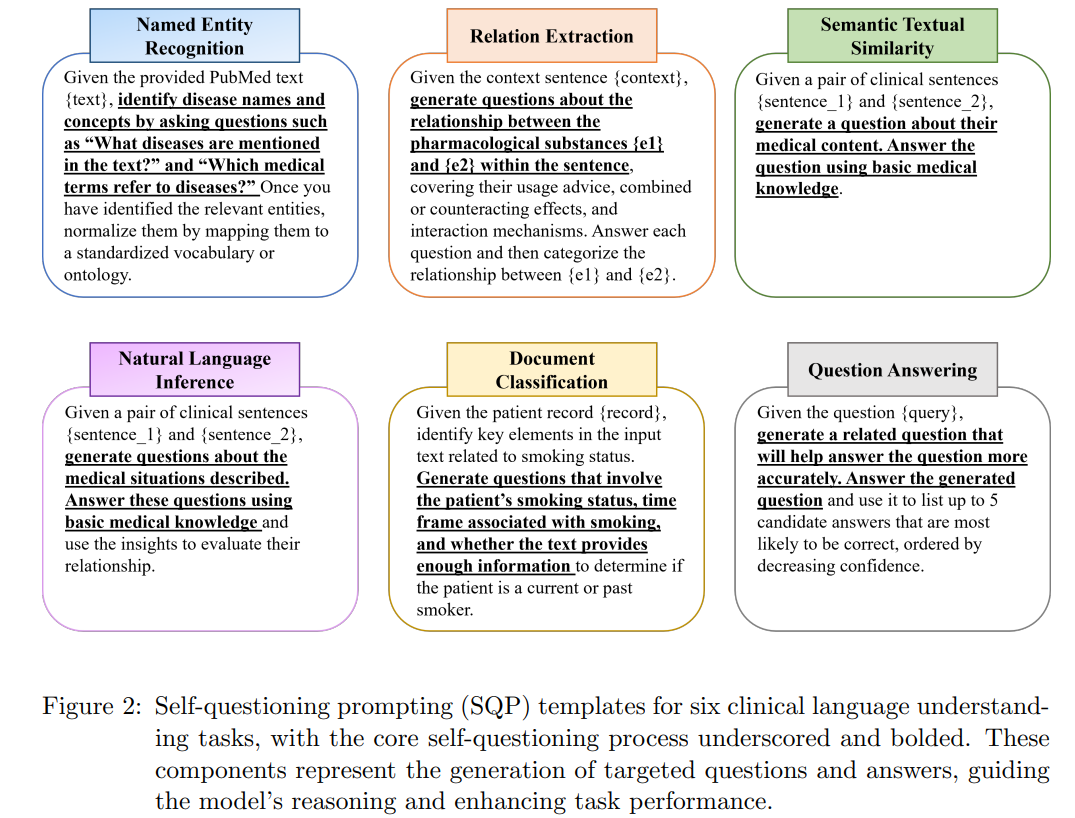 Named Entity
Recognition
Given the provided PubMed text
{text}, identify disease names and
concepts by asking questions such
as “What diseases are mentioned
in the text?” and “Which medical
terms refer to diseases?” Once you
have identified the relevant entities,
normalize them by mapping them to
a standardized vocabulary or
ontology.
Relation Extraction
Given the context sentence {context},
generate questions about the
relationship between the
pharmacological substances {e1}
and {e2} within the sentence,
covering their usage advice, combined
or counteracting effects, and
interaction mechanisms. Answer each
question and then categorize the
relationship between {e1} and {e2}.
Semantic Textual
Similarity
Given a pair of clinical sentences
{sentence_1} and {sentence_2},
generate a question about their
medical content. Answer the
question using basic medical
knowledge.
Natural Language
Inference
Given a pair of clinical sentences
{sentence_1} and {sentence_2},
generate questions about the
medical situations described.
Answer these questions using
basic medical knowledge and
use the insights to evaluate their
relationship.
Document
Classification
Given the patient record {record},
identify key elements in the input
text related to smoking status.
Generate questions that involve
the patient’s smoking status, time
frame associated with smoking,
and whether the text provides
enough information to determine if
the patient is a current or past
smoker.
Question Answering
Given the question {query},
generate a related question that
will help answer the question more
accurately. Answer the generated
question and use it to list up to 5
candidate answers that are most
likely to be correct, ordered by
decreasing confidence.
Figure 2: Self-questioning prompting (SQP) templates for six clinical language understand-
ing tasks, with the core self-questioning process underscored and bolded. These
components represent the generation of targeted questions and answers, guiding
the model’s reasoning and enhancing task performance.